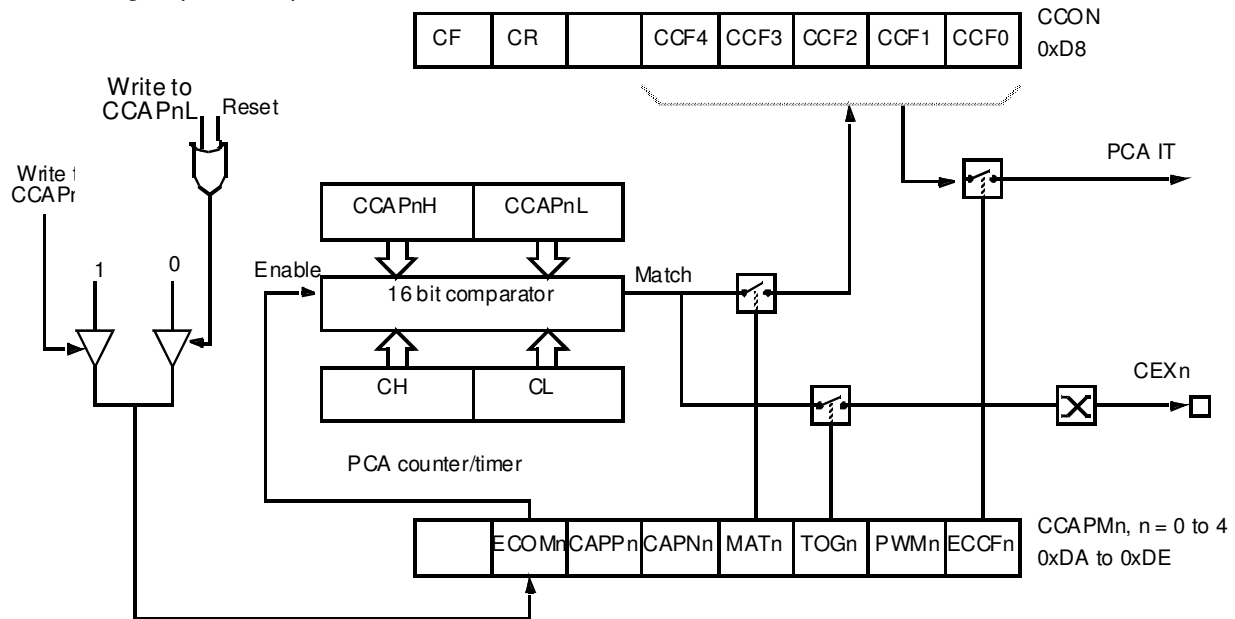 CF CR CCF4 CCF3 CCF2 CCF1 CCF0
CCON
0xD8
Write to
CCAPnL
Reset
Write
PCA IT
CCAPnH CCAPnL
1
0
Enable
16 bit comparator
Match
CH CL
CEXn
PCA counter/timer
ECOMn CAPPn CAPNn MATn TOGn PWMn ECCFn
CCAPMn, n = 0 to 4
0xDA to 0xDE